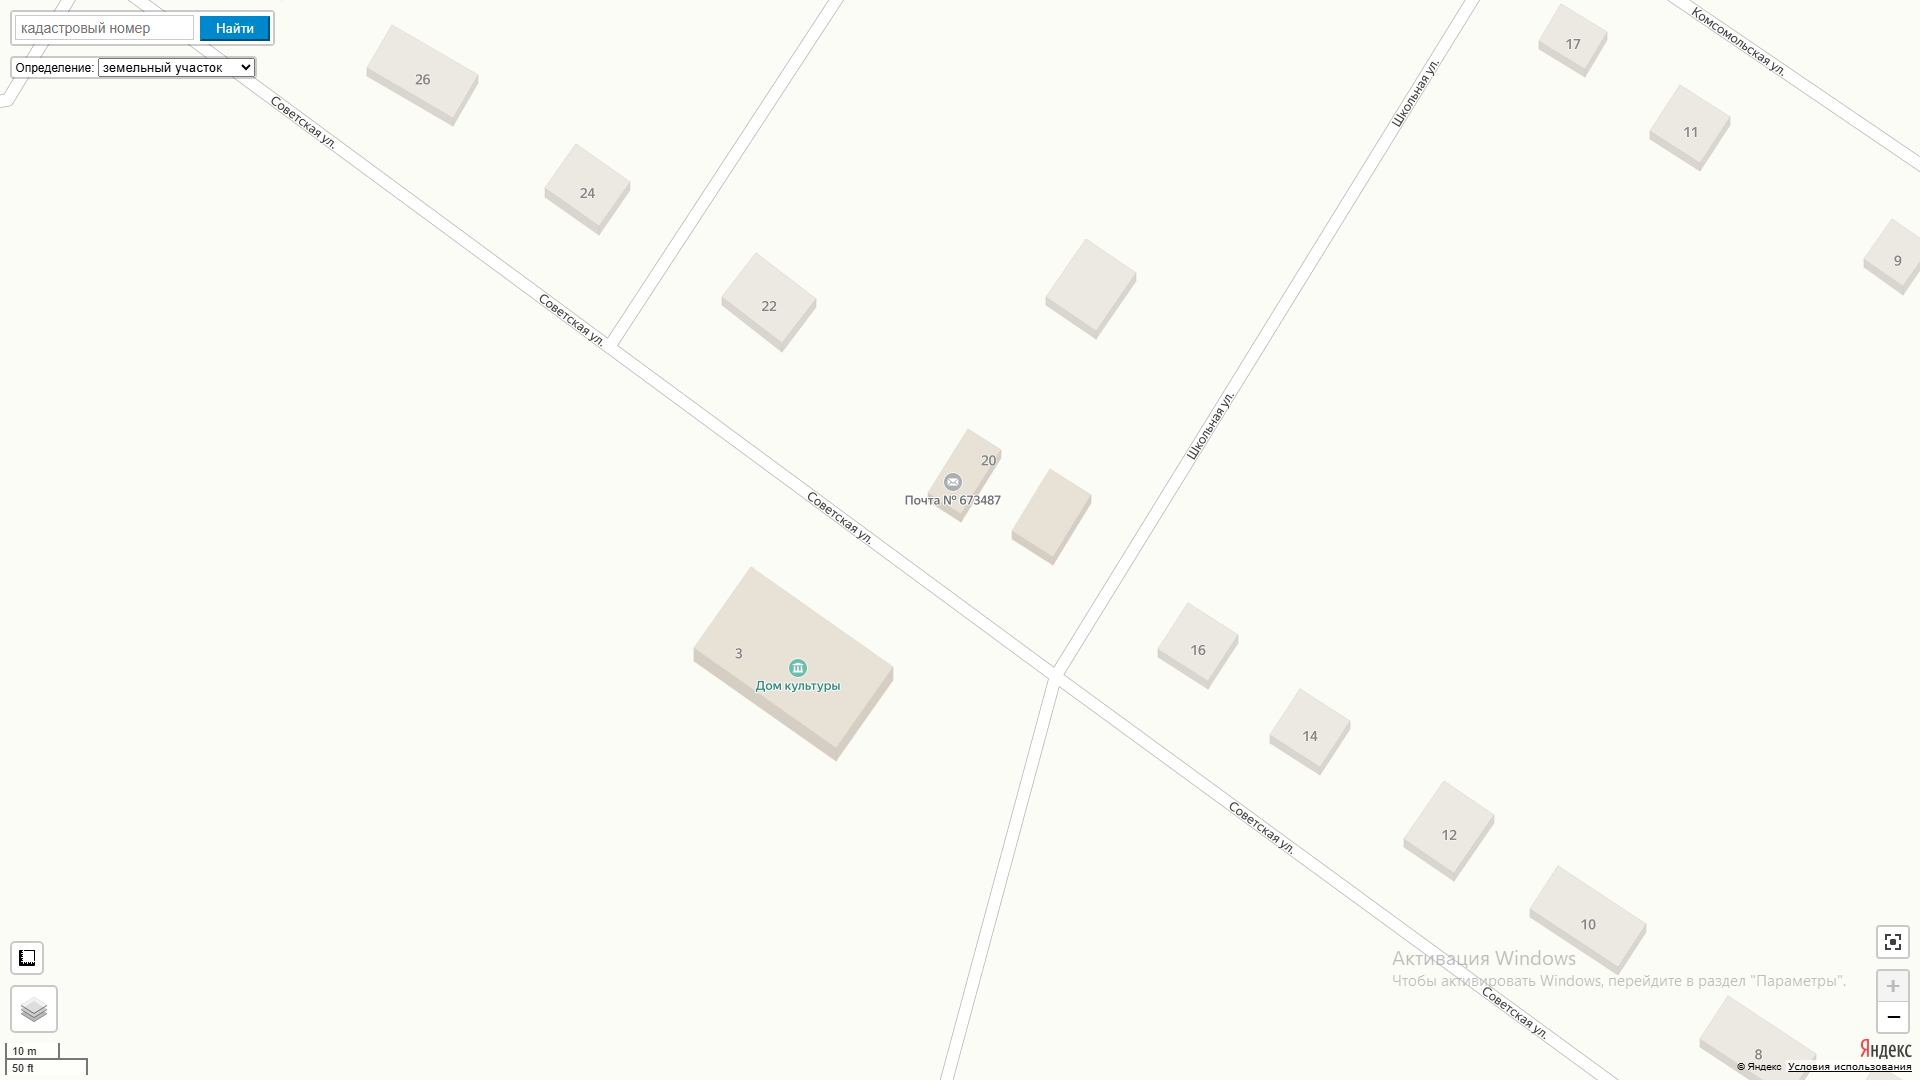 кадастровый номер
Найти
Определение: земельный участок
Комсомольская ул.
17
26
Школьная ул.
Советская ул.
11
24
9
22
Советская ул.
Школьная ул.
20
Почта № 673487
Советская ул.
3
Дом культуры
16
14
Советская ул.
12
10
Активация Windows
Чтобы активировать Windows, перейдите в раздел "Параметры".
+
−
Советская ул.
8
10 m
50 ft
Яндекс
© Яндекс Условия использования